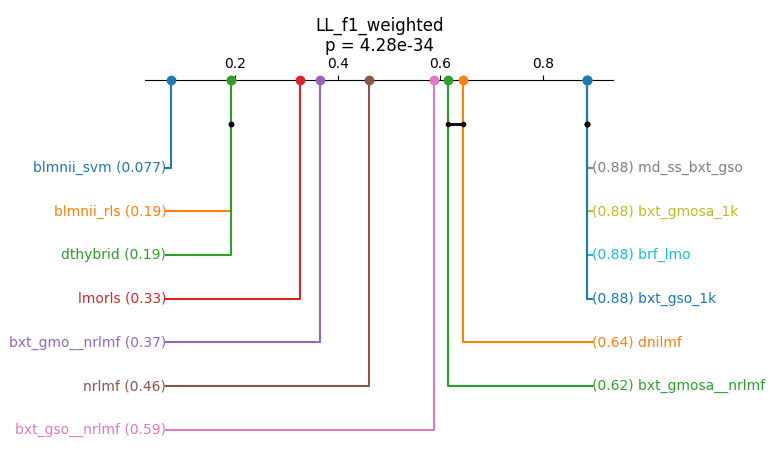 LL_f1_weighted
p = 4.28e-34
0.2 0.4 0.6 0.8
blmnii_svm (0.077)
blmnii_rls (0.19)
dthybrid (0.19)
lmorls (0.33)
bxt_gmo__nrlmf (0.37)
nrlmf (0.46)
bxt_gso__nrlmf (0.59)
(0.88) md_ss_bxt_gso
(0.88) bxt_gmosa_1k
(0.88) brf_lmo
(0.88) bxt_gso_1k
(0.64) dnilmf
(0.62) bxt_gmosa__nrlmf